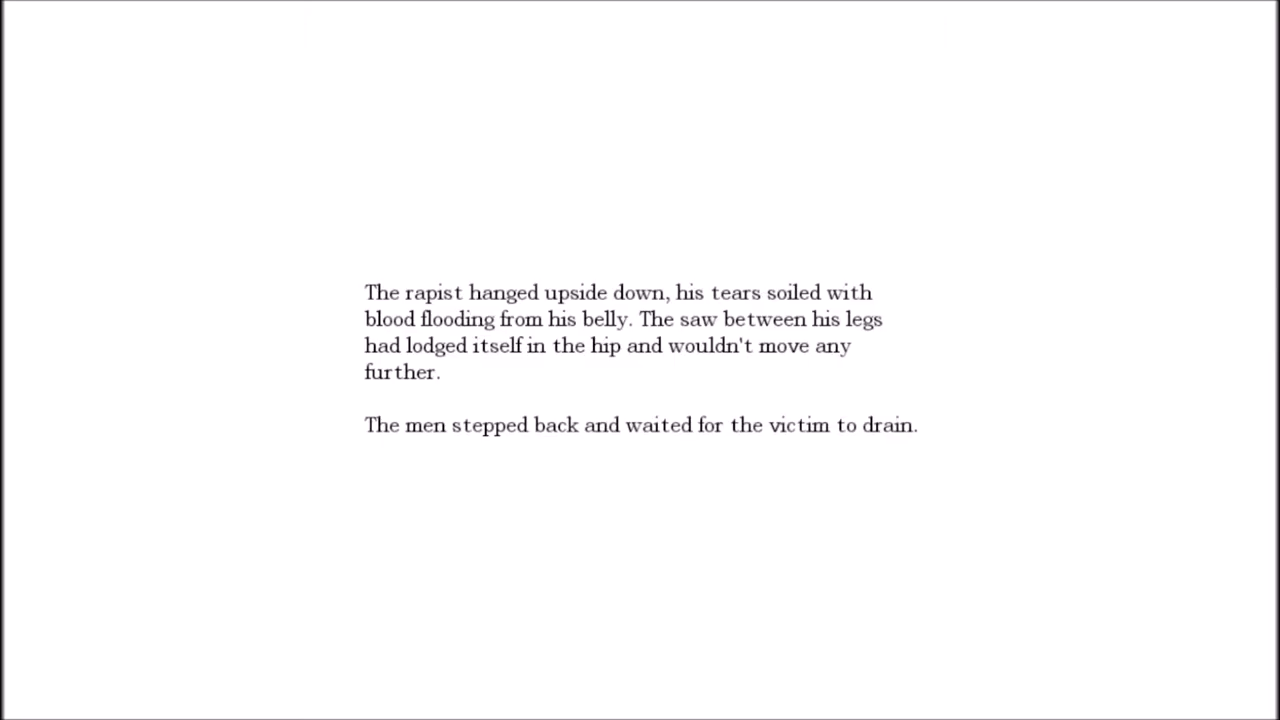 The rapist hanged upside down, his tears soiled with
blood flooding from his belly. The saw between his legs
had lodged itself in the hip and wouldn't move any
further.
The men stepped back and waited for the victim to drain.